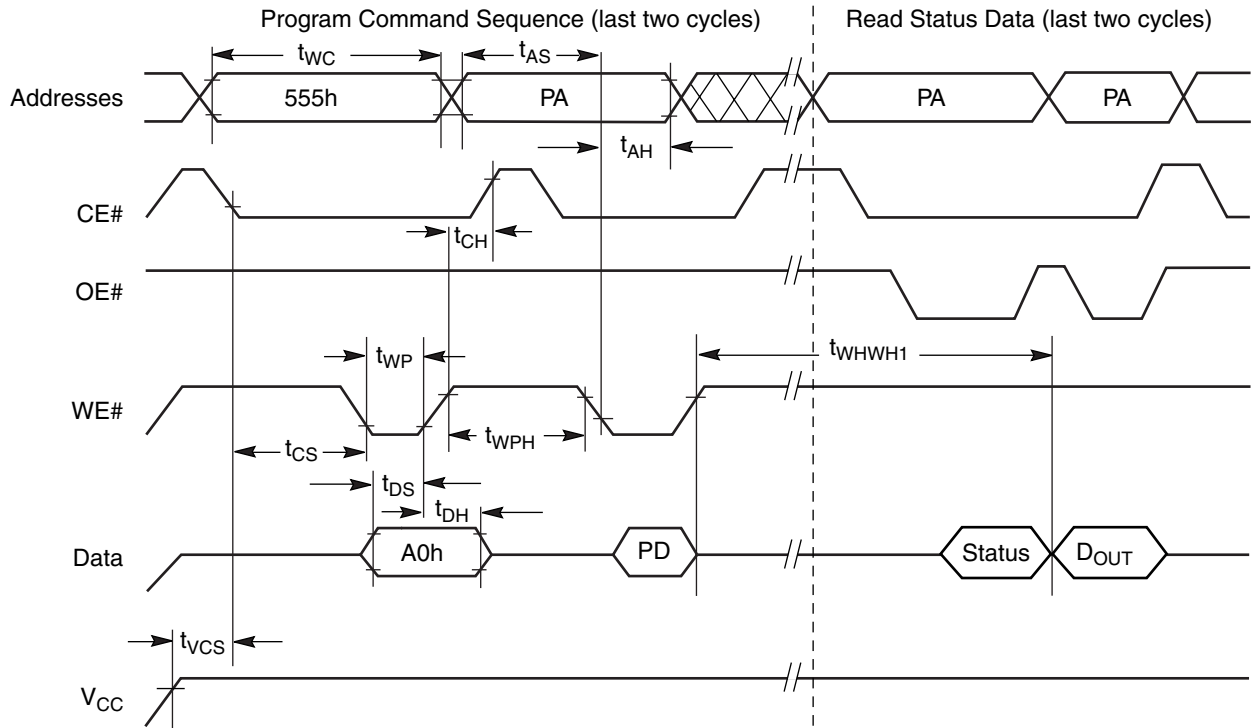 Program Command Sequence (last two cycles)
Read Status Data (last two cycles)
tWC
tAS
Addresses
555h
PA
PA
PA
tAH
CE#
tCH
OE#
tWP
tWHWH1
WE#
tCS
tWPH
tDS
tDH
Data
A0h
PD
Status
DOUT
tVCS
VCC